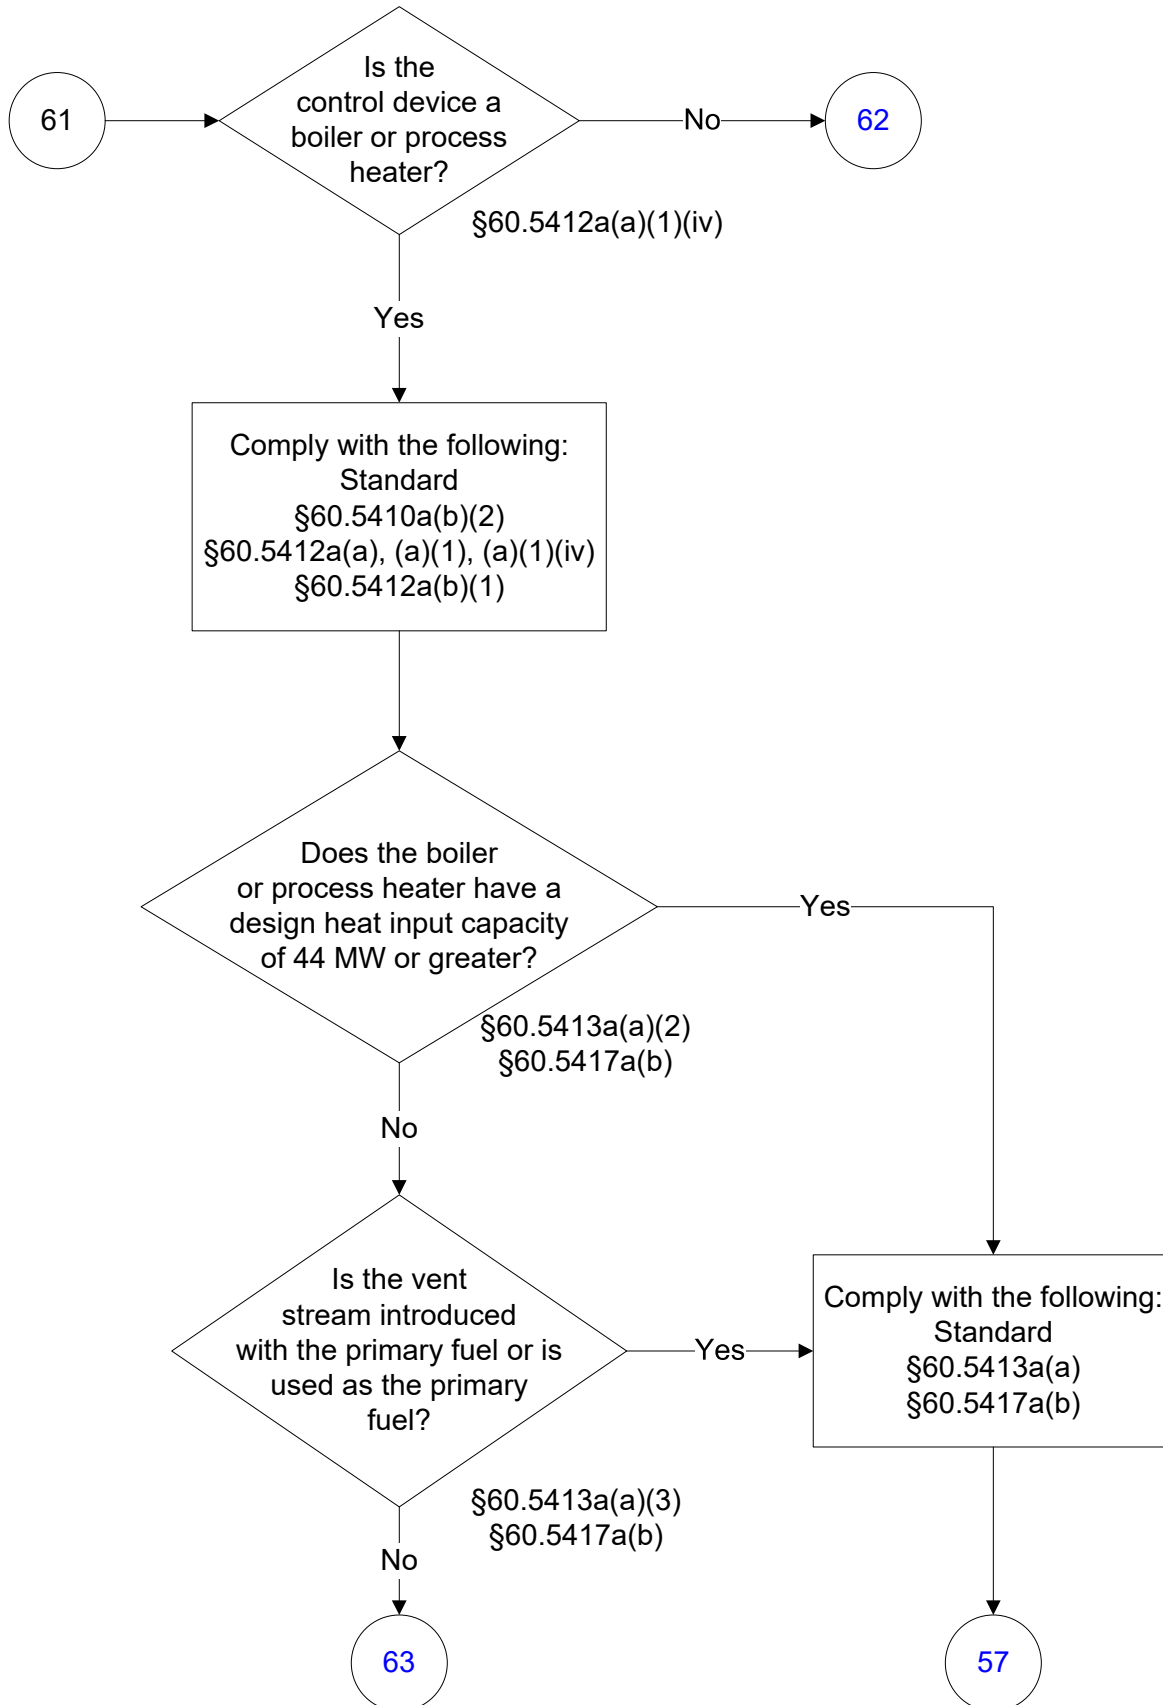 61
Is the
control device a
boiler or process
heater?
No
62
§60.5412a(a)(1)(iv)
Yes
Comply with the following:
Standard
§60.5410a(b)(2)
§60.5412a(a), (a)(1), (a)(1)(iv)
§60.5412a(b)(1)
Does the boiler
or process heater have a
design heat input capacity
of 44 MW or greater?
Yes
§60.5413a(a)(2)
§60.5417a(b)
No
Is the vent
stream introduced
with the primary fuel or is
used as the primary
fuel?
Yes
Comply with the following:
Standard
§60.5413a(a)
§60.5417a(b)
§60.5413a(a)(3)
§60.5417a(b)
No
63
57